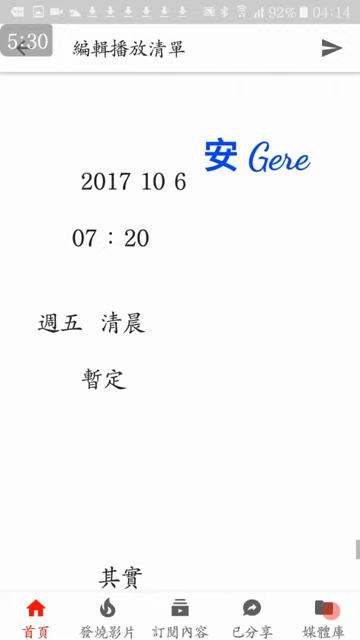 92% 04:14
5:30
編輯播放清單
安 Gere
2017 10 6
07：20
週五 清晨
暫定
其實
首頁 發燒影片 訂閱內容 已分享 媒體庫